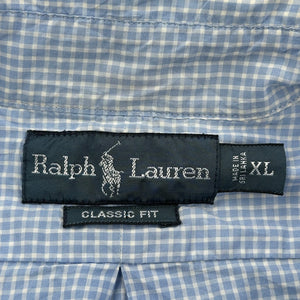 Ralph Lauren
MADE IN
SRI LANKA
XL
CLASSIC FIT